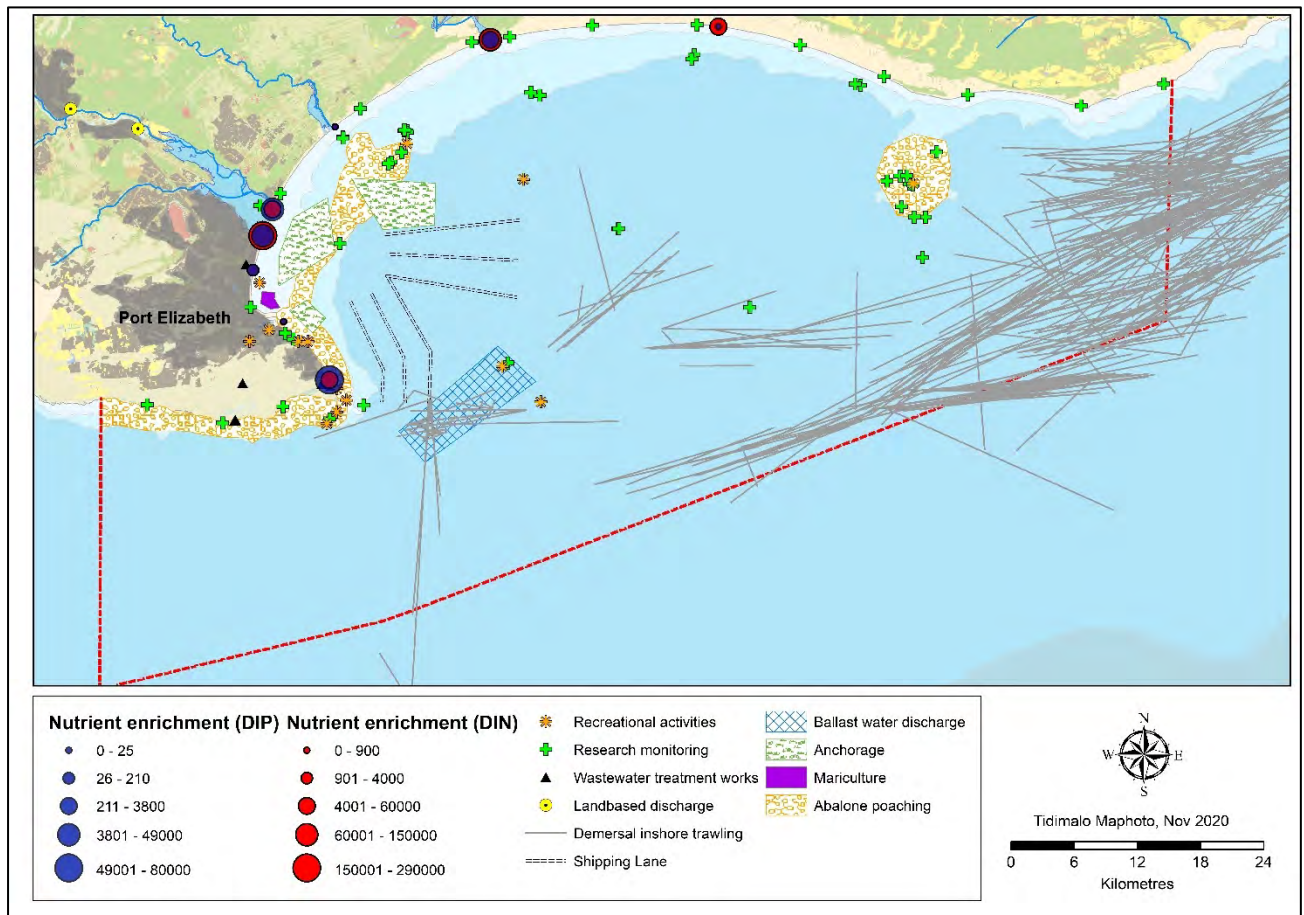 Port Elizabeth
Nutrient enrichment (DIP)
0 - 25
26 - 210
211 - 3800
3801 - 49000
49001 - 80000
Nutrient enrichment (DIN)
0 - 900
901 - 4000
4001 - 60000
60001 - 150000
150001 - 290000
Recreational activities
Research monitoring
Wastewater treatment works
Landbased discharge
Demersal inshore trawling
Shipping Lane
Ballast water discharge
Anchorage
Mariculture
Abalone poaching
N
W E
S
Tidimalo Maphoto, Nov 2020
0 6 12 18 24
Kilometres